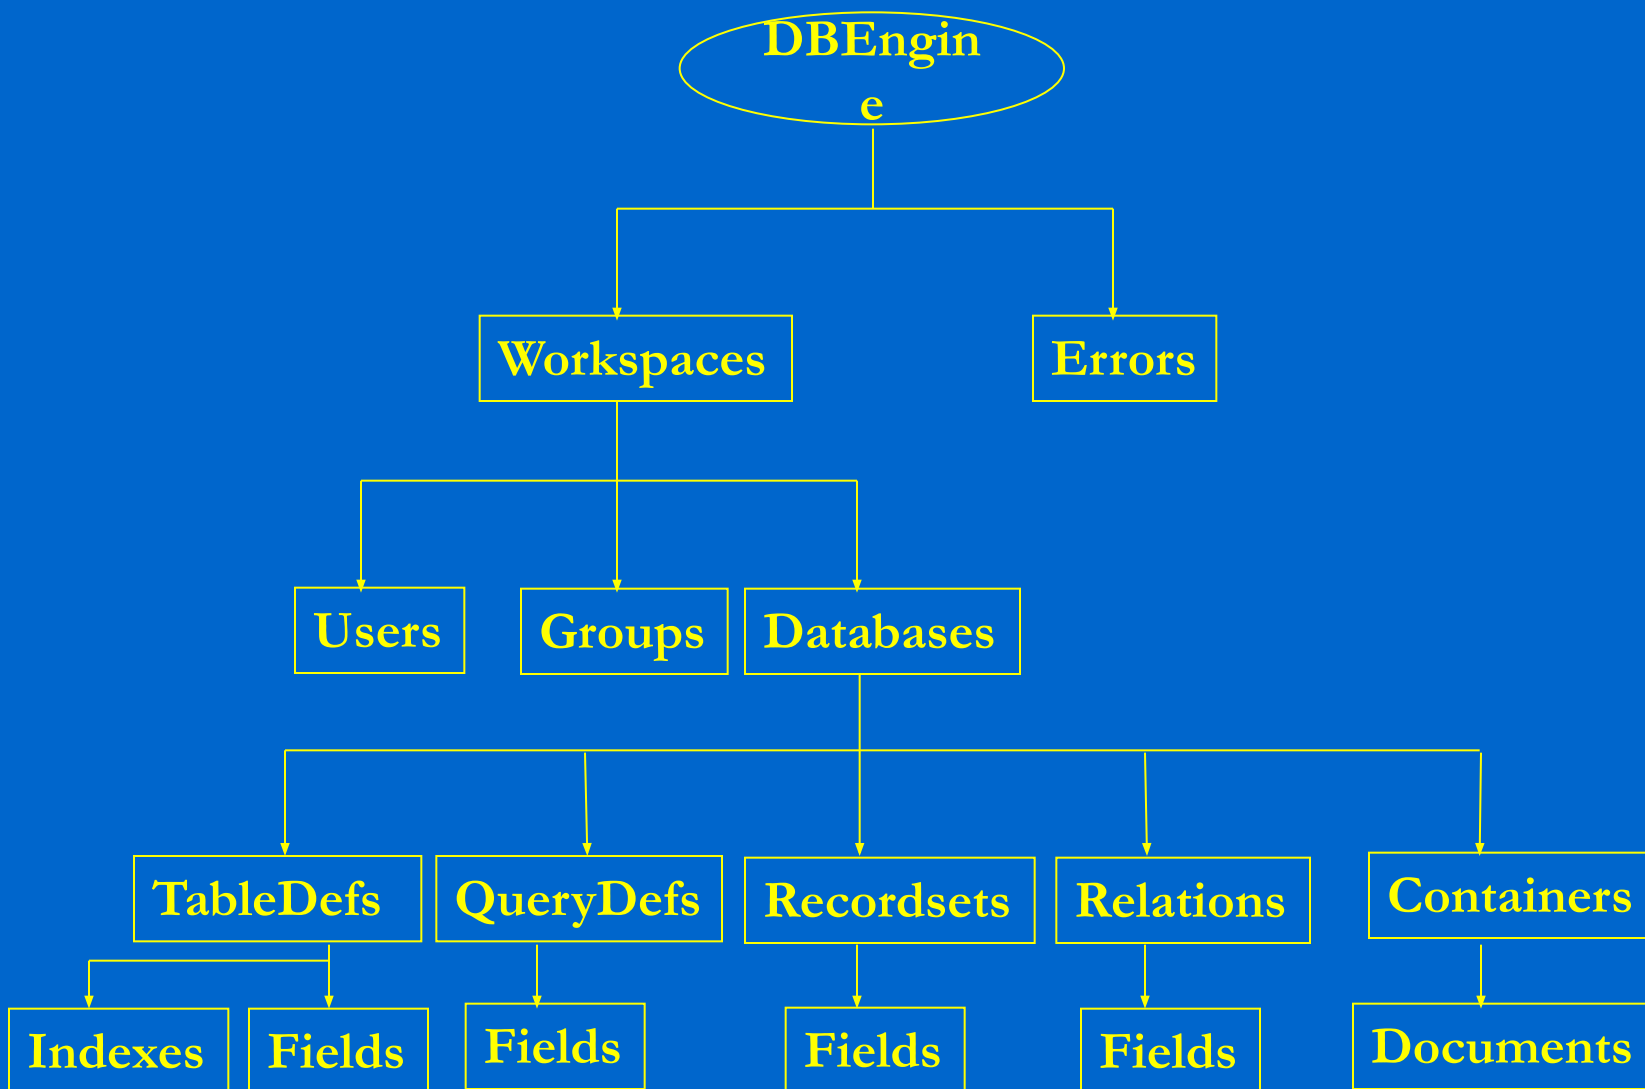 DBEngin
e
Workspaces
Errors
Users
Groups
Databases
TableDefs
QueryDefs
Recordsets
Relations
Containers
Indexes
Fields
Fields
Fields
Fields
Documents